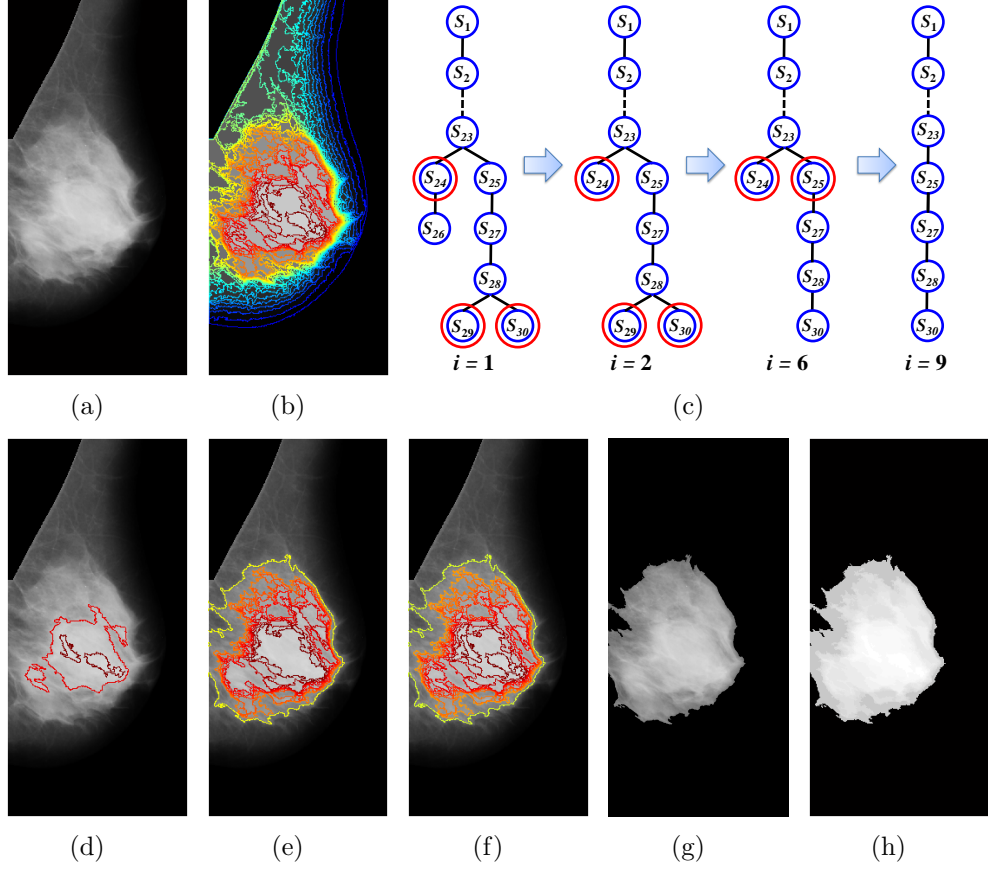 S1 S1 S1 S1
S2 S2 S2 S2
S23 S23 S23 S23
S24 S25 S24 S25 S24 S25 S25
S26 S27 S27 S27 S27
S28 S28 S28 S28
S29 S30 S29 S30 S30 S30
i = 1 i = 2 i = 6 i = 9
(a) (b) (c)
(d) (e) (f) (g) (h)